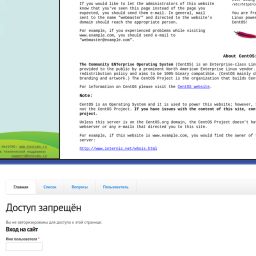 If you would like to let the administrators of this website
know that you've seen this page instead of the page you
expected, you should send them e-mail. In general, mail
sent to the name "webmaster" and directed to the website's
domain should reach the appropriate person.
For example, if you experienced problems while visiting
www.example.com, you should send e-mail to
"webmaster@example.com".
You are free
Linux power
CentOS!
About CentOS:
The Community ENTerprise Operating System (CentOS) is an Enterprise-class Linux
provided to the public by a prominent North American Enterprise Linux vendor.
redistribution policy and aims to be 100% binary compatible. (CentOS mainly c
branding and artwork.) The CentOS Project is the organization that builds Cent
For information on CentOS please visit the CentOS website.
Note:
CentOS is an Operating System and it is used to power this website; however,
not the CentOS Project. If you have issues with the content of this site, con
project.
Unless this server is on the CentOS.org domain, the CentOS Project doesn't ha
webserver or any e-mails that directed you to this site.
For example, if this website is www.example.com, you would find the owner of
server:
http://www.internic.net/whois.html
Главная
Список
Вопросы
Пользователь
Доступ запрещён
Вы не авторизированы для доступа к этой странице.
Вход на сайт
Имя пользователя *